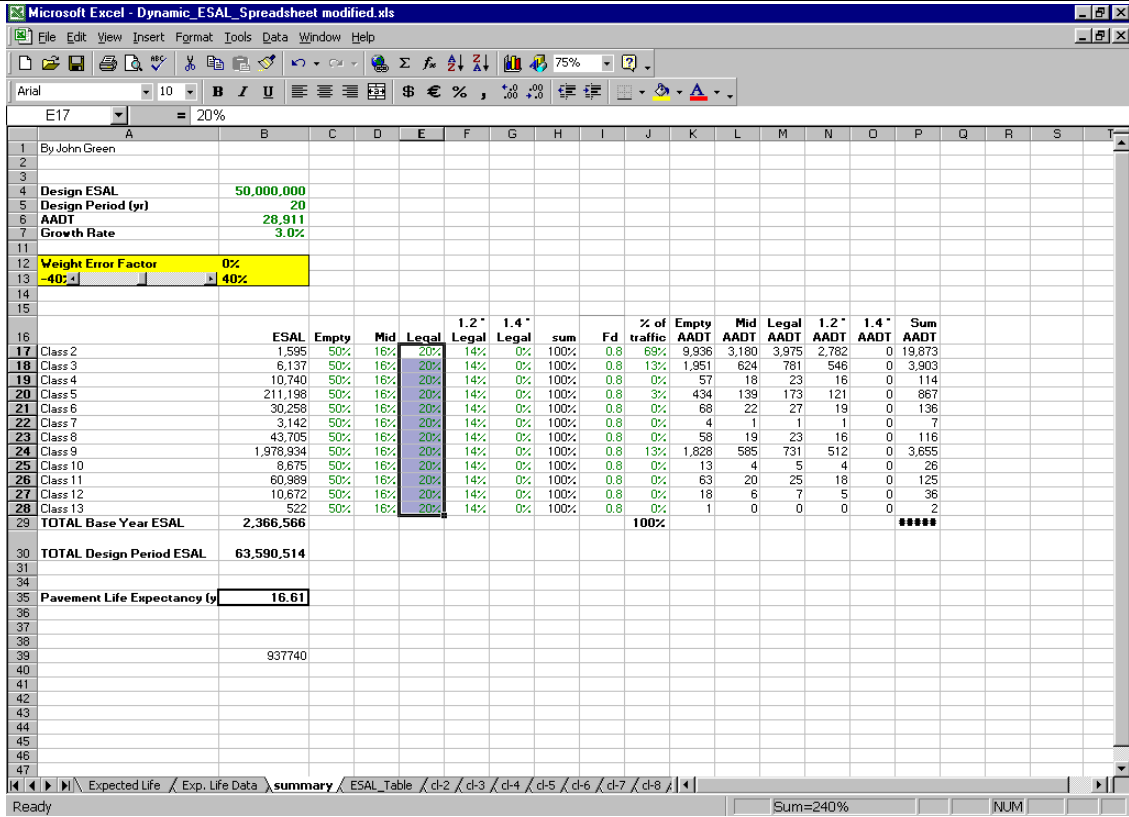 Microsoft Excel - Dynamic_ESAL_Spreadsheet modified.xls
File Edit View Insert Format Tools Data Window Help
75%
Arial 10 B I U $ € % ,
E17 = 20%
A B C D E F G H I J K L M N O P Q R S T
1 By John Green
2
3
4 Design ESAL 50,000,000
5 Design Period (yr) 20
6 AADT 28,911
7 Growth Rate 3.0%
11
12 Weight Error Factor 0%
13 -40% 40%
14
15
16 ESAL Empty Mid Legal 1.2 * Legal 1.4 * Legal sum Fd % of traffic Empty AADT Mid AADT Legal AADT 1.2 * AADT 1.4 * AADT Sum AADT
17 Class 2 1,595 50% 16% 20% 14% 0% 100% 0.8 69% 9,936 3,180 3,975 2,782 0 19,873
18 Class 3 6,137 50% 16% 20% 14% 0% 100% 0.8 13% 1,951 624 781 546 0 3,903
19 Class 4 10,740 50% 16% 20% 14% 0% 100% 0.8 0% 57 18 23 16 0 114
20 Class 5 211,198 50% 16% 20% 14% 0% 100% 0.8 3% 434 139 173 121 0 867
21 Class 6 30,258 50% 16% 20% 14% 0% 100% 0.8 0% 68 22 27 19 0 136
22 Class 7 3,142 50% 16% 20% 14% 0% 100% 0.8 0% 4 1 1 1 0 7
23 Class 8 43,705 50% 16% 20% 14% 0% 100% 0.8 0% 58 19 23 16 0 116
24 Class 9 1,978,934 50% 16% 20% 14% 0% 100% 0.8 13% 1,828 585 731 512 0 3,655
25 Class 10 8,675 50% 16% 20% 14% 0% 100% 0.8 0% 13 4 5 4 0 26
26 Class 11 60,989 50% 16% 20% 14% 0% 100% 0.8 0% 63 20 25 18 0 125
27 Class 12 10,672 50% 16% 20% 14% 0% 100% 0.8 0% 18 6 7 5 0 36
28 Class 13 522 50% 16% 20% 14% 0% 100% 0.8 0% 1 0 0 0 0 2
29 TOTAL Base Year ESAL 2,366,566 100% #####
30 TOTAL Design Period ESAL 63,590,514
31
34
35 Pavement Life Expectancy (y 16.61
36
37
38
39 937740
40
41
42
43
44
45
46
47
Expected Life / Exp. Life Data \ summary / ESAL_Table / cl-2 / cl-3 / cl-4 / cl-5 / cl-6 / cl-7 / cl-8 /
Ready Sum=240% NUM